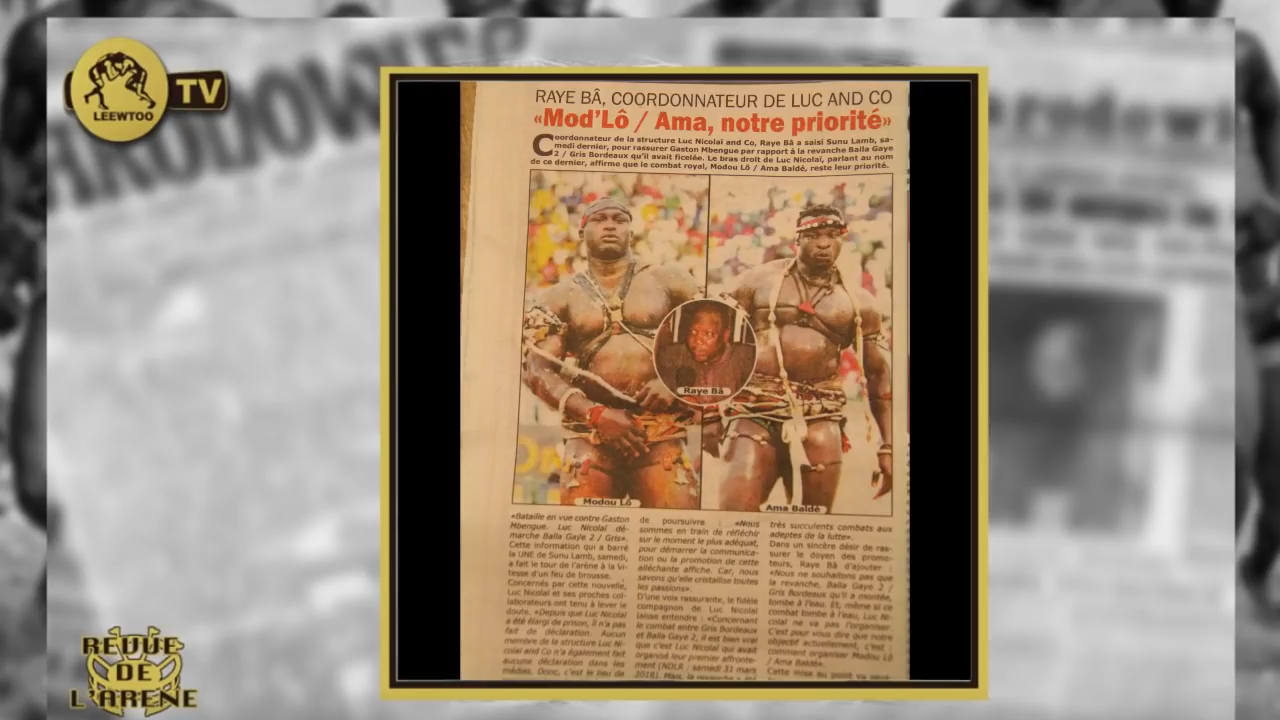 LEEWTOO
TV
RAYE BÂ, COORDONNATEUR DE LUC AND CO
«Mod'Lô / Ama, notre priorité»
Coordonnateur de la structure Luc Nicolaï and Co, Raye Bâ a saisi Sunu Lamb, sa-
medi dernier, pour rassurer Gaston Mbengue par rapport à la revanche Balla Gaye
2 / Gris Bordeaux qu'il avait ficelée. Le bras droit de Luc Nicolaï, parlant au nom
de ce dernier, affirme que le combat royal, Modou Lô / Ama Baldé, reste leur priorité.
Raye Bâ
Modou Lô
Ama Baldé
«Bataille en vue contre Gaston
Mbengue. Luc Nicolaï dé-
marche Balla Gaye 2 / Gris».
Cette information qui a barré
la UNE de Sunu Lamb, samedi,
a fait le tour de l'arène à la vi-
tesse d'un feu de brousse.
Concernés par cette nouvelle,
Luc Nicolaï et ses proches col-
laborateurs ont tenu à lever le
doute. «Depuis que Luc Nicolaï
a été élargi de prison, il n'a pas
fait de déclaration. Aucun
membre de la structure Luc Ni-
colaï and Co n'a également fait
aucune déclaration dans les
médias. Donc, c'est le lieu de
de poursuivre : «Nous
sommes en train de réfléchir
sur le moment le plus adéquat,
pour démarrer la communica-
tion ou la promotion de cette
alléchante affiche. Car, nous
savons qu'elle cristallise toutes
les passions».
D'une voix rassurante, le fidèle
compagnon de Luc Nicolaï
laisse entendre : «Concernant
le combat entre Gris Bordeaux
et Balla Gaye 2, il est bien vrai
que c'est Luc Nicolaï qui avait
organisé leur premier affronte-
ment (NDLR : samedi 31 mars
2018). Mais, la revanche
très succulents combats aux
adeptes de la lutte».
Dans un sincère désir de ras-
surer le doyen des promo-
teurs, Raye Bâ d'ajouter :
«Nous ne souhaitons pas que
la revanche, Balla Gaye 2 /
Gris Bordeaux qu'il a montée,
tombe à l'eau. Et, même si ce
combat tombe à l'eau, Luc Ni-
colaï ne va pas l'organiser.
C'est pour vous dire que notre
objectif actuellement, c'est :
comment organiser Modou Lô
/ Ama Baldé».
Cette mise au point va
REVUE
DE
L'ARENE